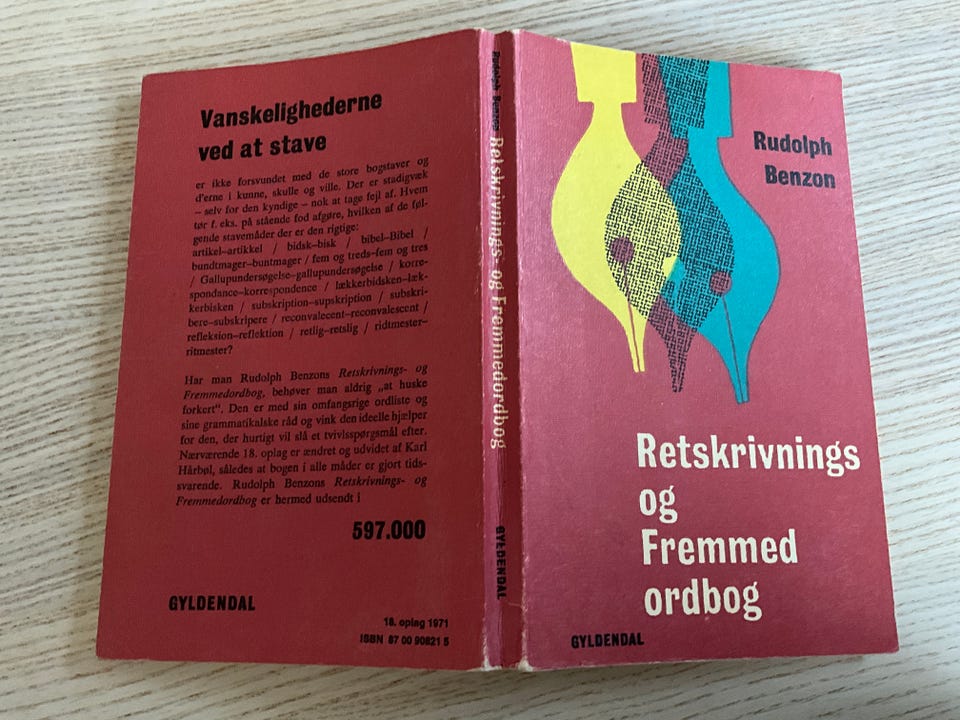 Vanskelighederne
ved at stave
er ikke forsvundet med de store bogstaver og
d'erne i kunne, skulle og ville. Der er stadigvæk
– selv for den kyndige – nok at tage fejl af. Hvem
tør f. eks. på stående fod afgøre, hvilken af de føl-
gende stavemåder der er den rigtige:
artikel–artikkel / bidsk–bisk / bibel–Bibel /
bundtmager–buntmager / fem og treds–fem og tres
/ Gallupundersøgelse–gallupundersøgelse / korre-
spondance–korrespondence / lækkerbidsken–læk-
kerbisken / subskription–supskription / subskri-
bere–subskripere / reconvalecent–reconvalescent /
refleksion–reflektion / retlig–retslig / ridtmester–
ritmester?
Har man Rudolph Benzons Retskrivnings- og
Fremmedordbog, behøver man aldrig „at huske
forkert“. Den er med sin omfangsrige ordliste og
sine grammatikalske råd og vink den ideelle hjælper
for den, der hurtigt vil slå et tvivlsspørgsmål efter.
Nærværende 18. oplag er ændret og udvidet af Karl
Hårbøl, således at bogen i alle måder er gjort tids-
svarende. Rudolph Benzons Retskrivnings- og
Fremmedordbog er hermed udsendt i
597.000
GYLDENDAL
18. oplag 1971
ISBN 87 00 90821 5
Rudolph Benzon Retskrivnings- og Fremmedordbog GYLDENDAL
Rudolph
Benzon
Retskrivnings
og
Fremmed
ordbog
GYLDENDAL